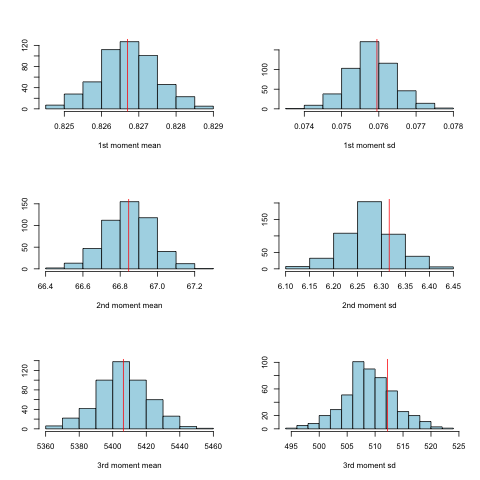 0 40 80 120
0.825 0.826 0.827 0.828 0.829
1st moment mean
0 50 100
0.074 0.075 0.076 0.077 0.078
1st moment sd
0 50 100 150
66.4 66.6 66.8 67.0 67.2
2nd moment mean
0 50 100 150
6.10 6.20 6.30 6.35 6.40 6.45
2nd moment sd
0 40 80 120
5360 5380 5400 5420 5440 5460
3rd moment mean
0 20 60 100
495 500 505 510 515 520 525
3rd moment sd